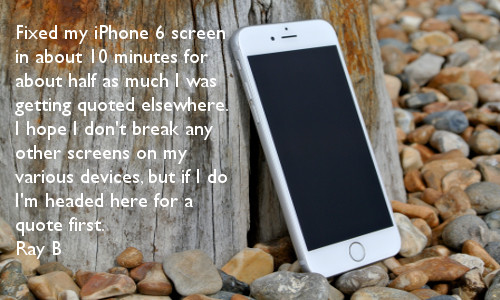 Fixed my iPhone 6 screen
in about 10 minutes for
about half as much I was
getting quoted elsewhere.
I hope I don't break any
other screens on my
various devices, but if I do
I'm headed here for a
quote first.
Ray B